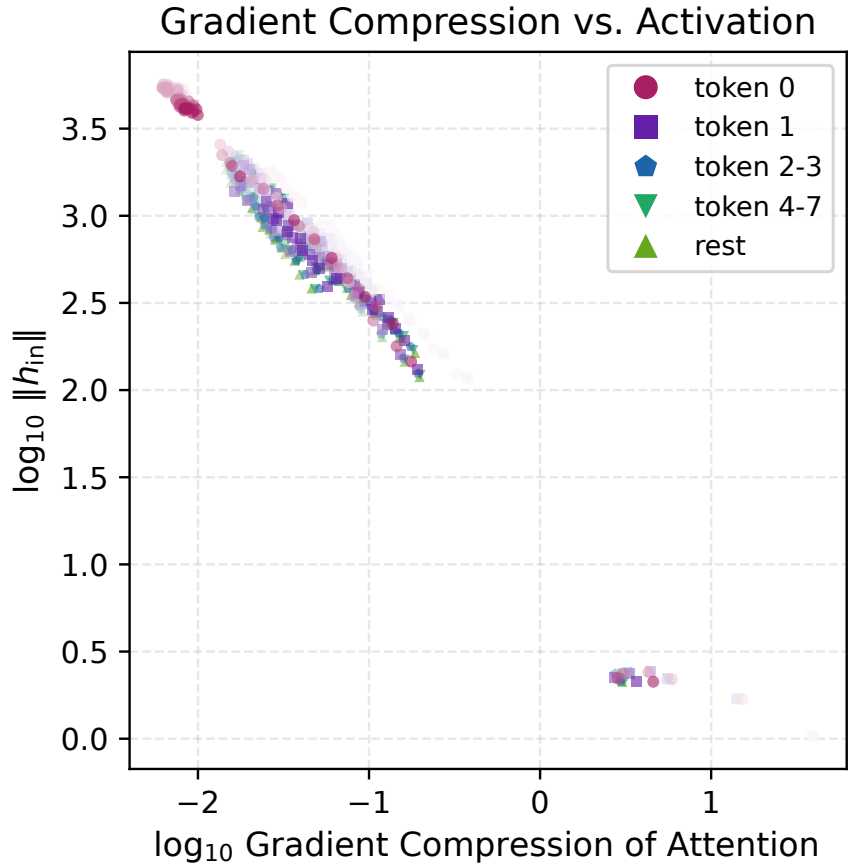 Gradient Compression vs. Activation
token 0
token 1
token 2-3
token 4-7
rest
3.5
3.0
2.5
2.0
1.5
1.0
0.5
0.0
log₁₀ ‖h_in‖
−2
−1
0
1
log₁₀ Gradient Compression of Attention